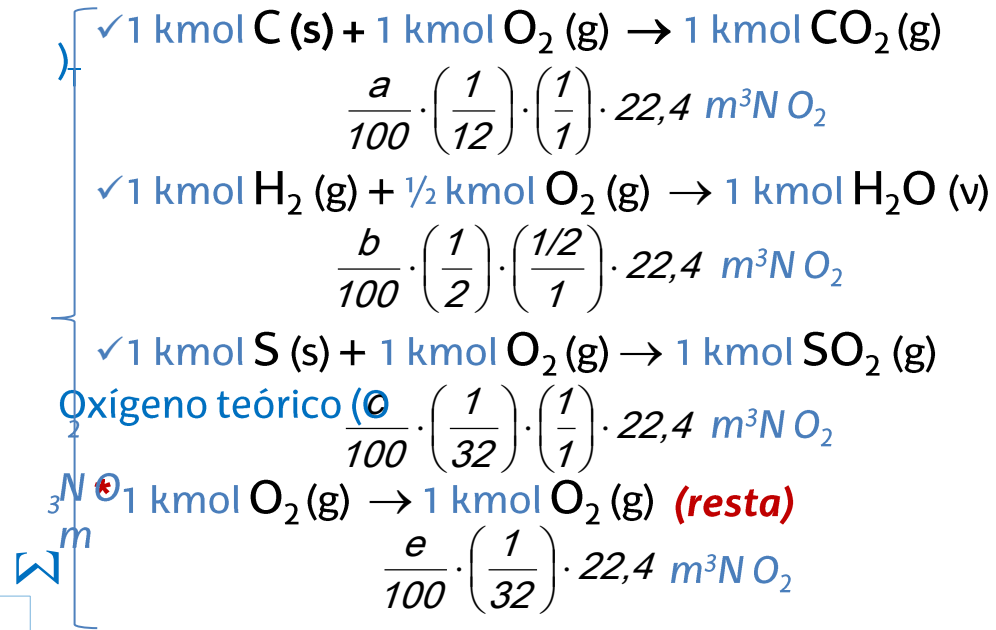 ✓1 kmol C (s) + 1 kmol O₂ (g) → 1 kmol CO₂ (g)
)ₜ
a/100 · (1/12) · (1/1) · 22,4 m³N O₂
✓1 kmol H₂ (g) + ½ kmol O₂ (g) → 1 kmol H₂O (v)
b/100 · (1/2) · ((1/2)/1) · 22,4 m³N O₂
✓1 kmol S (s) + 1 kmol O₂ (g) → 1 kmol SO₂ (g)
Oxígeno teórico (O
2
c/100 · (1/32) · (1/1) · 22,4 m³N O₂
₃N O
m
*1 kmol O₂ (g) → 1 kmol O₂ (g) (resta)
e/100 · (1/32) · 22,4 m³N O₂
Σ